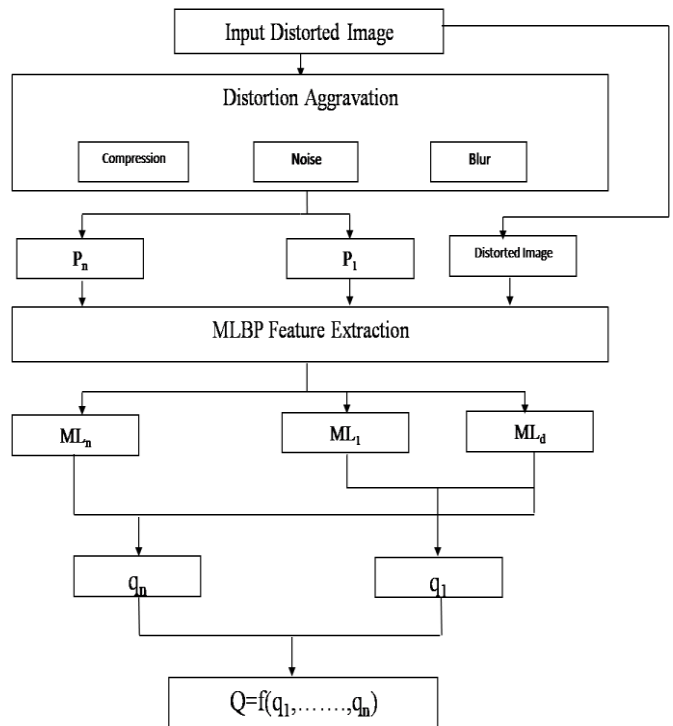 Input Distorted Image
Distortion Aggravation
Compression Noise Blur
Pₙ P₁ Distorted Image
MLBP Feature Extraction
MLₙ ML₁ ML_d
qₙ q₁
Q=f(q₁,.......,qₙ)